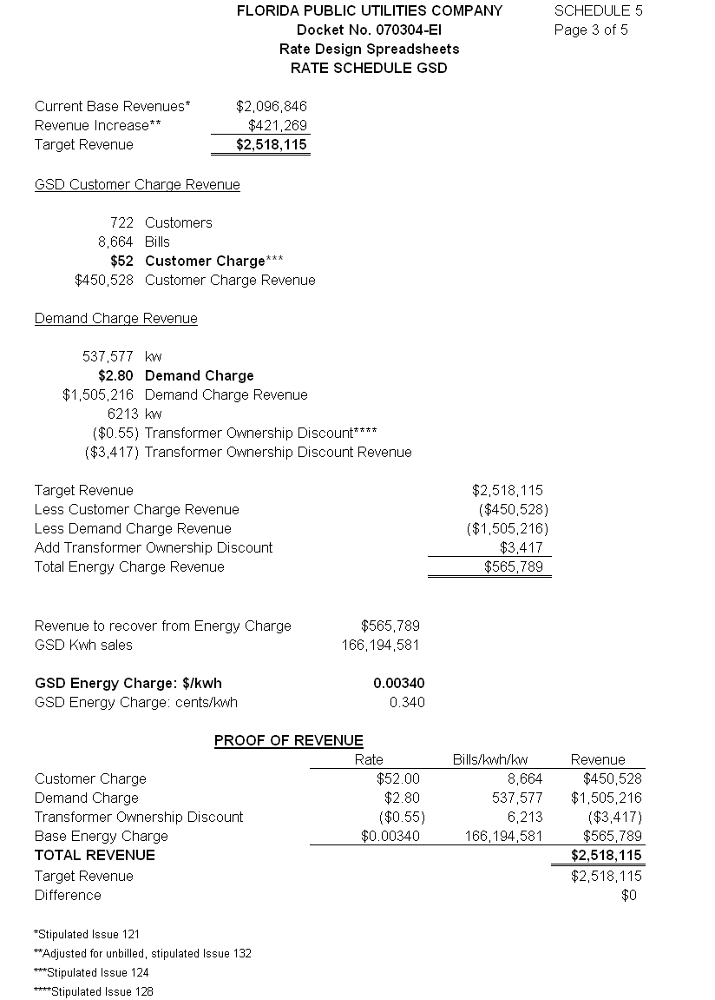 FLORIDA PUBLIC UTILITIES COMPANY SCHEDULE 5
Docket No. 070304-EI Page 3 of 5
Rate Design Spreadsheets
RATE SCHEDULE GSD
Current Base Revenues* $2,096,846
Revenue Increase** $421,269
Target Revenue $2,518,115
GSD Customer Charge Revenue
722 Customers
8,664 Bills
$52 Customer Charge***
$450,528 Customer Charge Revenue
Demand Charge Revenue
537,577 kw
$2.80 Demand Charge
$1,505,216 Demand Charge Revenue
6213 kw
($0.55) Transformer Ownership Discount****
($3,417) Transformer Ownership Discount Revenue
Target Revenue $2,518,115
Less Customer Charge Revenue ($450,528)
Less Demand Charge Revenue ($1,505,216)
Add Transformer Ownership Discount $3,417
Total Energy Charge Revenue $565,789
Revenue to recover from Energy Charge $565,789
GSD Kwh sales 166,194,581
GSD Energy Charge: $/kwh 0.00340
GSD Energy Charge: cents/kwh 0.340
PROOF OF REVENUE
Rate Bills/kwh/kw Revenue
Customer Charge $52.00 8,664 $450,528
Demand Charge $2.80 537,577 $1,505,216
Transformer Ownership Discount ($0.55) 6,213 ($3,417)
Base Energy Charge $0.00340 166,194,581 $565,789
TOTAL REVENUE $2,518,115
Target Revenue $2,518,115
Difference $0
*Stipulated Issue 121
**Adjusted for unbilled, stipulated Issue 132
***Stipulated Issue 124
****Stipulated Issue 128